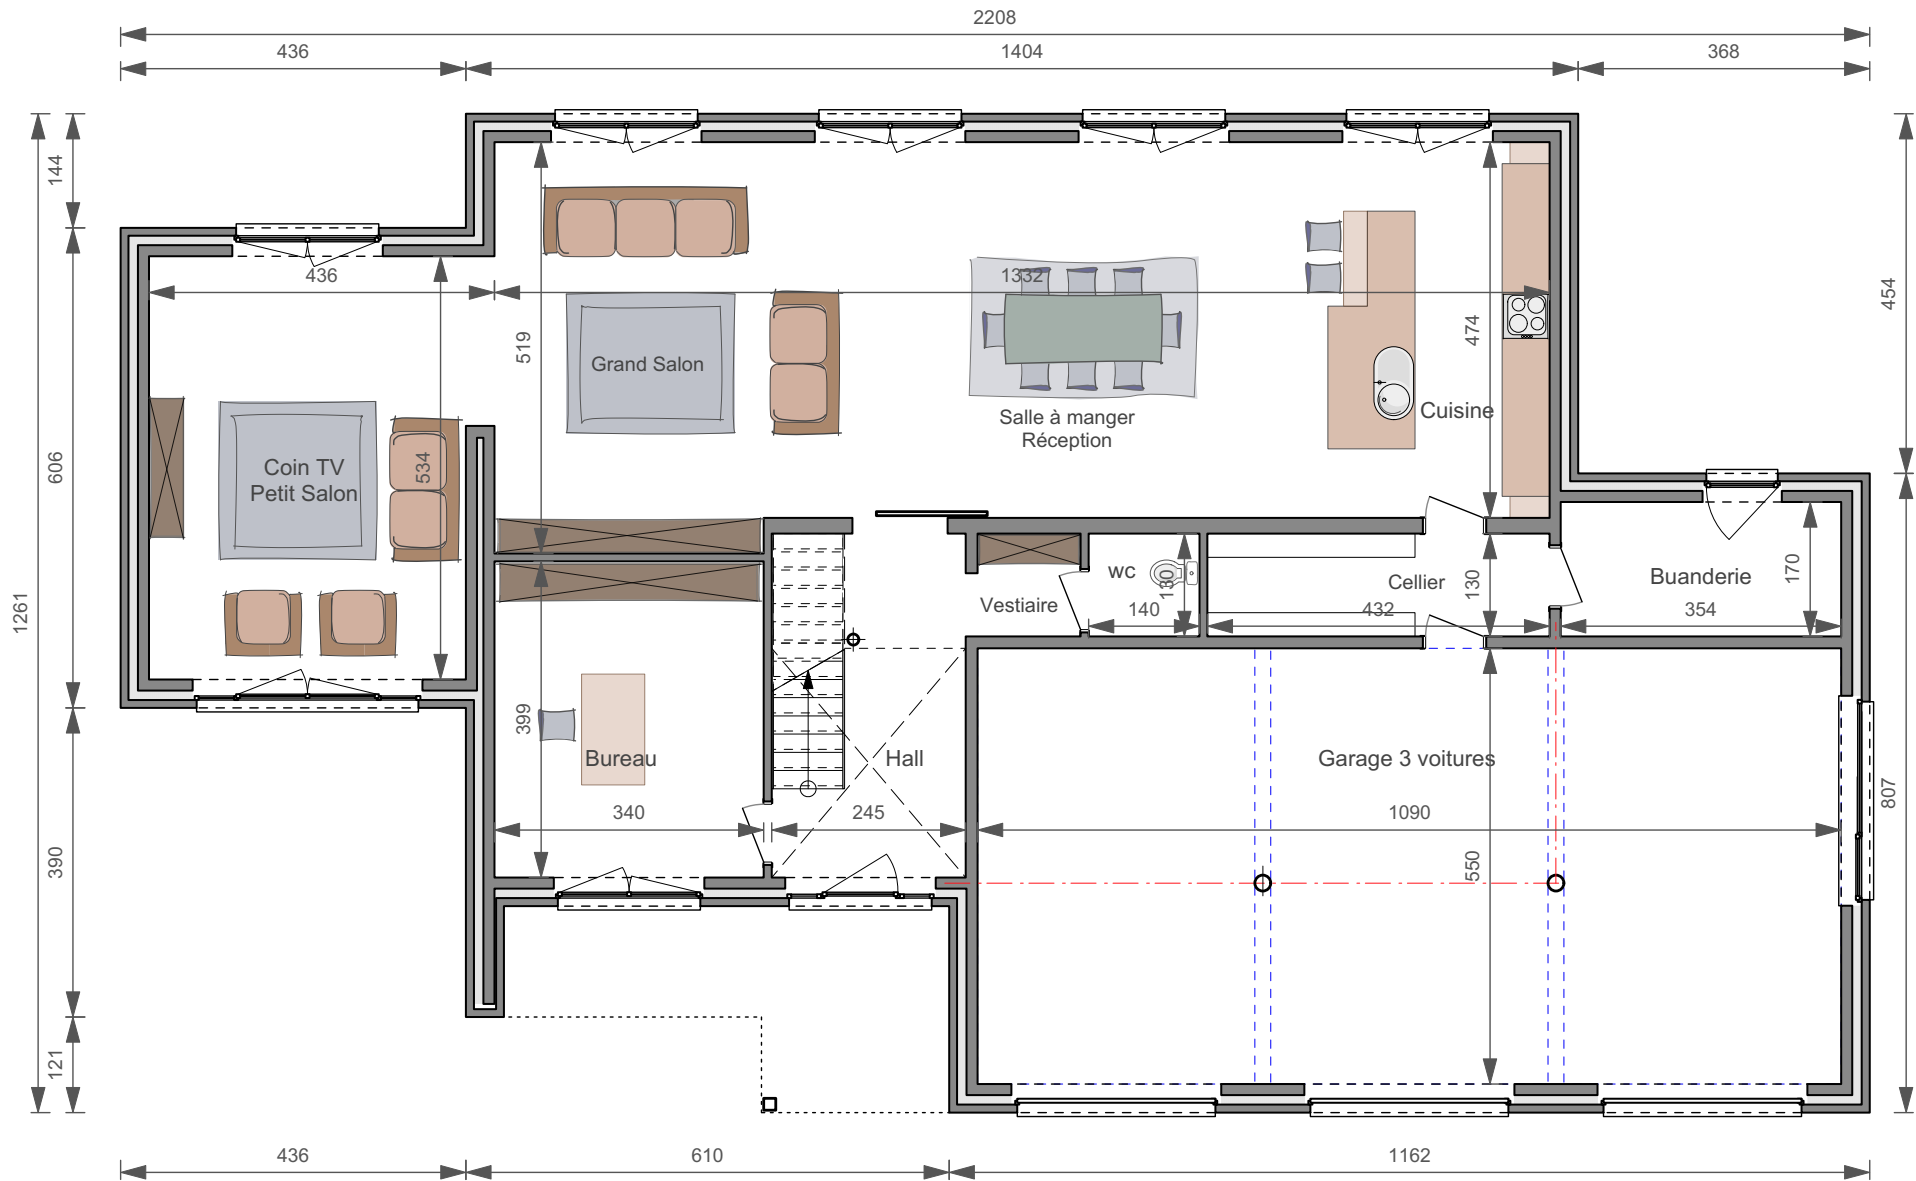 2208
436
1404
368
144
436
1332
454
519
474
Grand Salon
Salle à manger
Réception
Cuisine
1261
606
534
Coin TV
Petit Salon
wc
130
Cellier
130
Buanderie
170
Vestiaire
140
432
354
399
Bureau
Hall
Garage 3 voitures
807
340
245
1090
390
550
121
436
610
1162